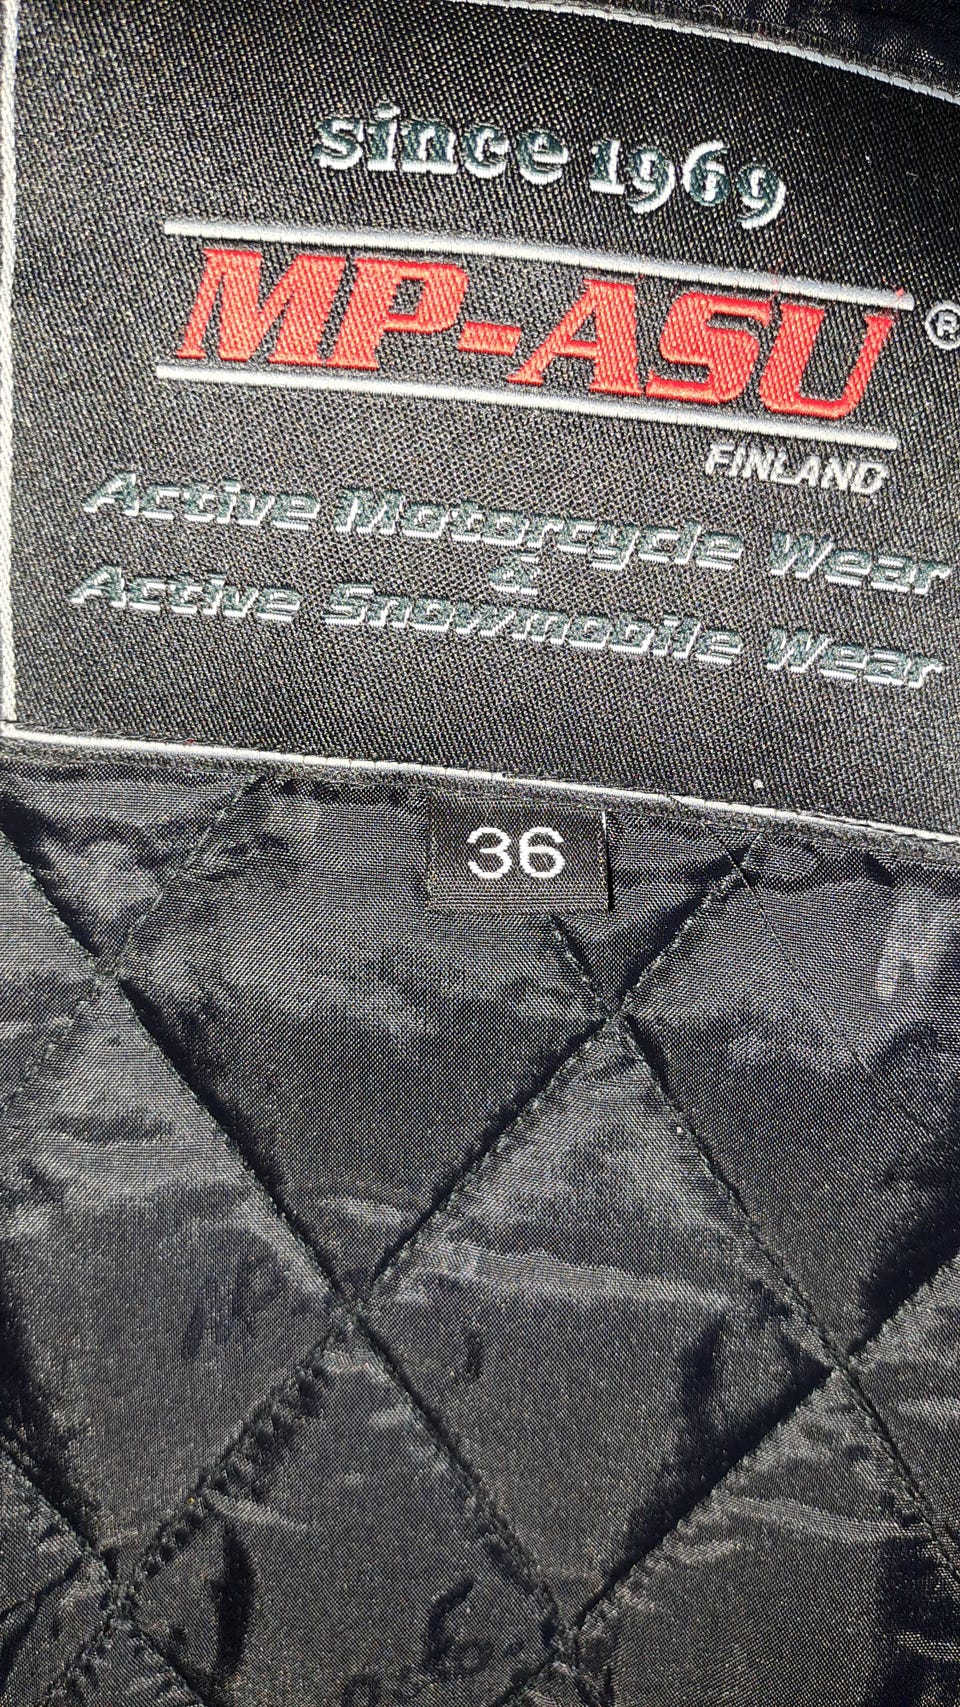 since 1969
MP-ASU ®
FINLAND
Active Motorcycle Wear
&
Active Snowmobile Wear
36